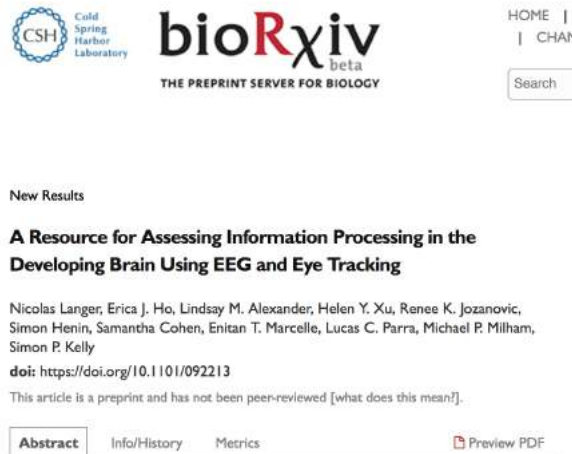 CSH
Cold
Spring
Harbor
Laboratory
bioRχiv
beta
THE PREPRINT SERVER FOR BIOLOGY
HOME |
| CHAN
Search
New Results
A Resource for Assessing Information Processing in the
Developing Brain Using EEG and Eye Tracking
Nicolas Langer, Erica J. Ho, Lindsay M. Alexander, Helen Y. Xu, Renee K. Jozanovic,
Simon Henin, Samantha Cohen, Enitan T. Marcelle, Lucas C. Parra, Michael P. Milham,
Simon P. Kelly
doi: https://doi.org/10.1101/092213
This article is a preprint and has not been peer-reviewed [what does this mean?].
Abstract Info/History Metrics Preview PDF